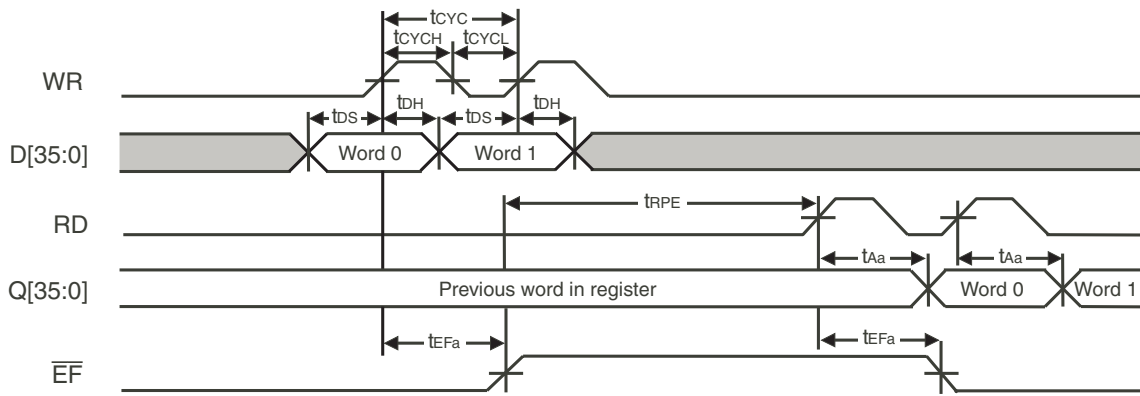 tCYC
tCYCH tCYCL
WR
tDS tDH tDS tDH
D[35:0] Word 0 Word 1
RD tRPE
tAa tAa
Q[35:0] Previous word in register Word 0 Word 1
tEFa tEFa
EF